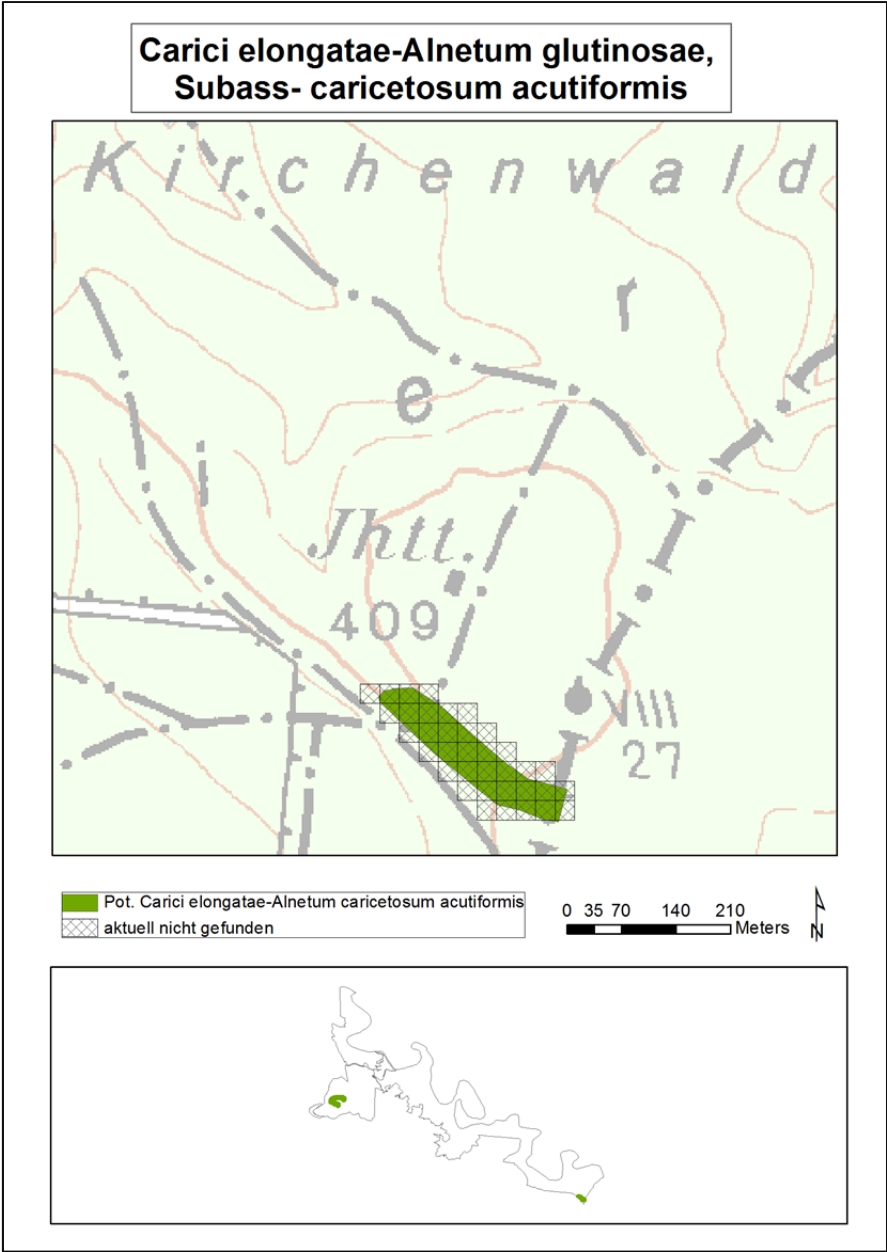 Carici elongatae-Alnetum glutinosae,
Subass- caricetosum acutiformis
Kirchenwald
r
e
Jhtt.
409
VIII
27
Pot. Carici elongatae-Alnetum caricetosum acutiformis
aktuell nicht gefunden
0 35 70 140 210
Meters
N